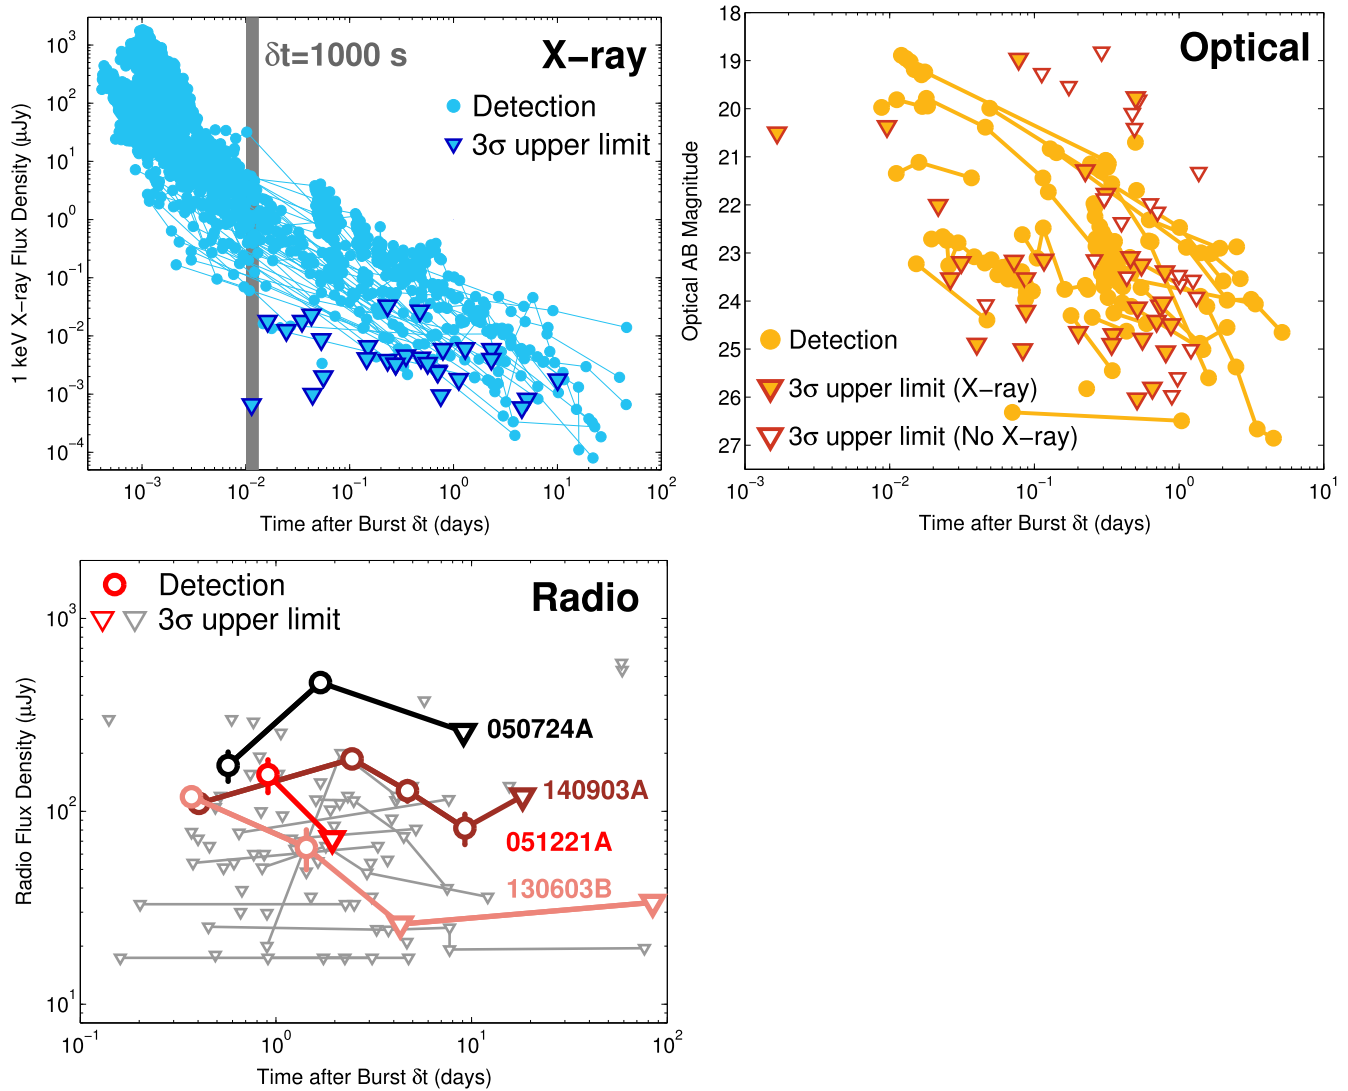 X−ray
δt=1000 s
Detection
3σ upper limit
1 keV X−ray Flux Density (μJy)
10³
10²
10¹
10⁰
10⁻¹
10⁻²
10⁻³
10⁻⁴
10⁻³
10⁻²
10⁻¹
10⁰
10¹
10²
Time after Burst δt (days)
Optical
Optical AB Magnitude
18
19
20
21
22
23
24
25
26
27
Detection
3σ upper limit (X−ray)
3σ upper limit (No X−ray)
10⁻³
10⁻²
10⁻¹
10⁰
10¹
Time after Burst δt (days)
Radio
Detection
3σ upper limit
Radio Flux Density (μJy)
10³
10²
10¹
050724A
140903A
051221A
130603B
10⁻¹
10⁰
10¹
10²
Time after Burst δt (days)